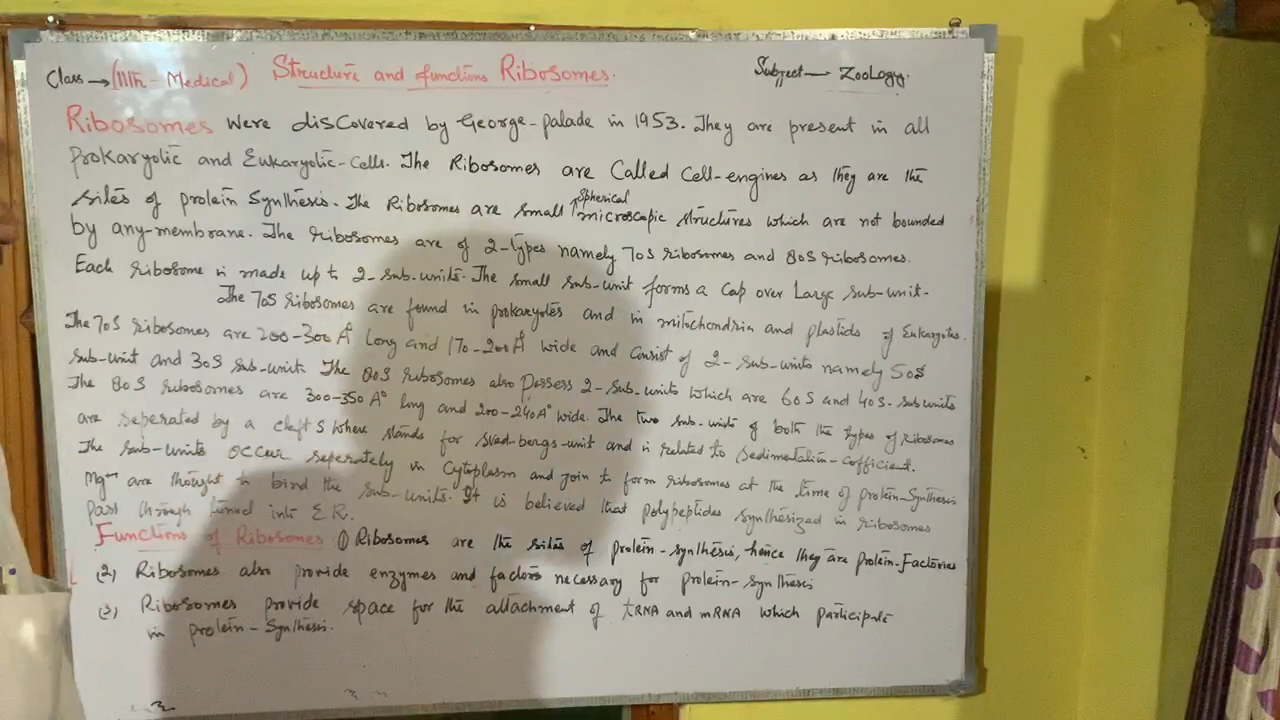 Class → (11th - Medical) Structure and functions Ribosomes. Subject — Zoology.
Ribosomes were discovered by George-palade in 1953. They are present in all
Prokaryotic and Eukaryotic-Cells. The Ribosomes are Called Cell-engines as they are the
sites of protein Synthesis. The Ribosomes are small ↑Spherical microscopic structures which are not bounded
by any-membrane. The ribosomes are of 2-types namely 70S ribosomes and 80S ribosomes.
Each ribosome is made up to 2-sub-units. The small sub-unit forms a Cap over Large sub-unit-
The 70S ribosomes are found in prokaryotes and in mitochondria and plastids of Eukaryotes.
The 70S ribosomes are 200-300 A° Long and 170-200 A° wide and Consist of 2-sub-units namely 50S
sub-unit and 30S sub-unit. The 80S ribosomes also Possess 2-sub-units which are 60S and 40S-subunits
The 80S ribosomes are 300-350 A° long and 200-240A° wide. The two sub-units of both the types of ribosomes
are seperated by a cleft S where stands for sved-bergs-unit and is related to Sedimentation-Cofficient.
The sub-units occur seperately in Cytoplasm and join to form ribosomes at the time of protein-Synthesis
Mg++ are thought to bind the sub-units. It is believed that polypeptides synthesized in ribosomes
Pass through tunnel into E.R.
Functions of Ribosomes (1) Ribosomes are the sites of protein-synthesis, hence they are Protein-Factories
(2) Ribosomes also provide enzymes and factors necessary for protein-synthesis
(3) Ribosomes provide space for the attachment of tRNA and mRNA which participate
in protein-Synthesis.